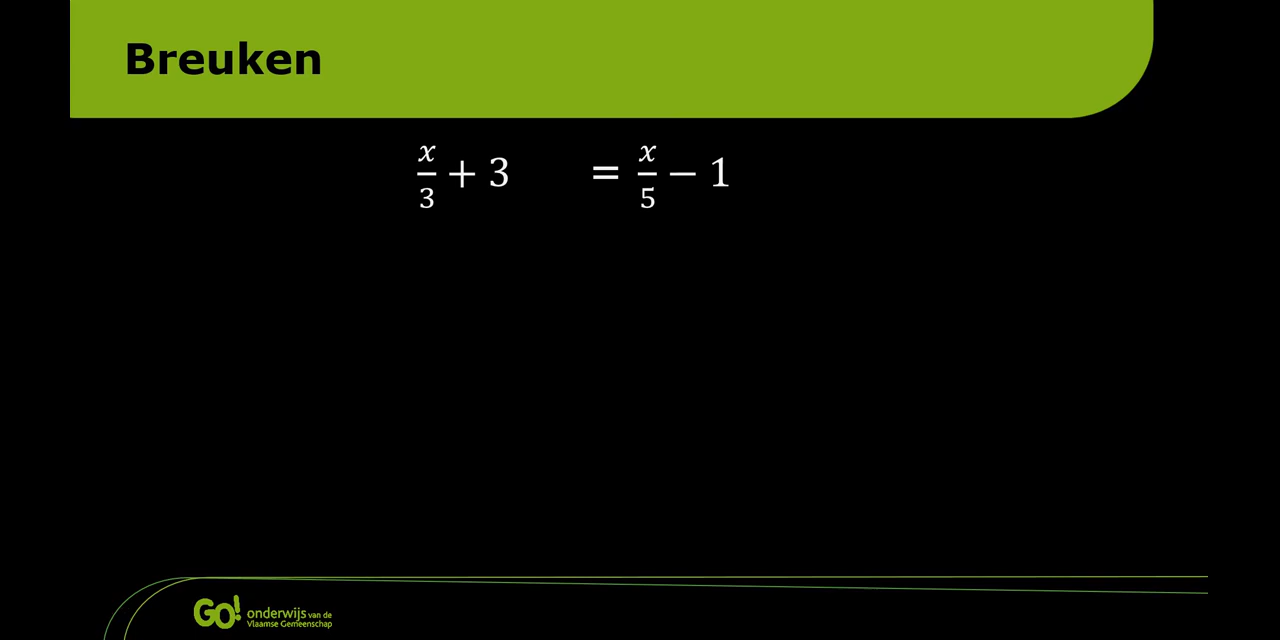 Breuken
x/3 + 3 = x/5 − 1
GO! onderwijs van de
Vlaamse Gemeenschap